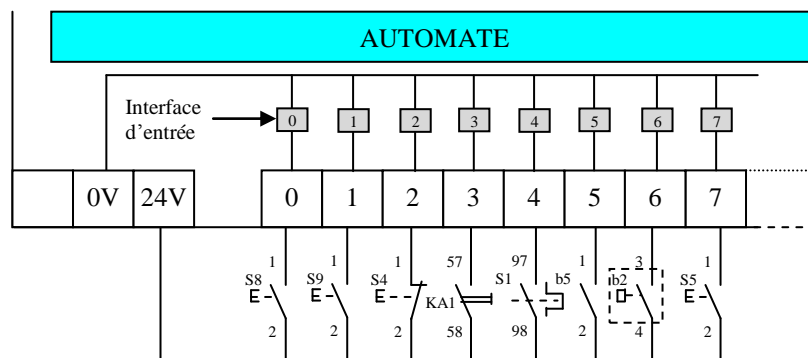 AUTOMATE
Interface
d'entrée
0 1 2 3 4 5 6 7
0V 24V 0 1 2 3 4 5 6 7
1 1 1 57 97 1 3 1
S8 S9 S4 KA1 S1 b5 b2 S5
2 2 2 58 98 2 4 2